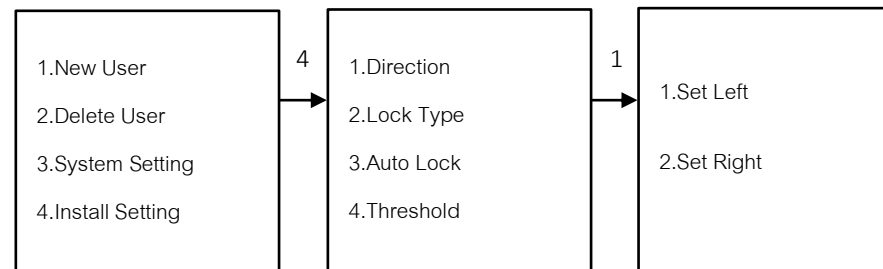 1.New User
2.Delete User
3.System Setting
4.Install Setting
4
1.Direction
2.Lock Type
3.Auto Lock
4.Threshold
1
1.Set Left
2.Set Right